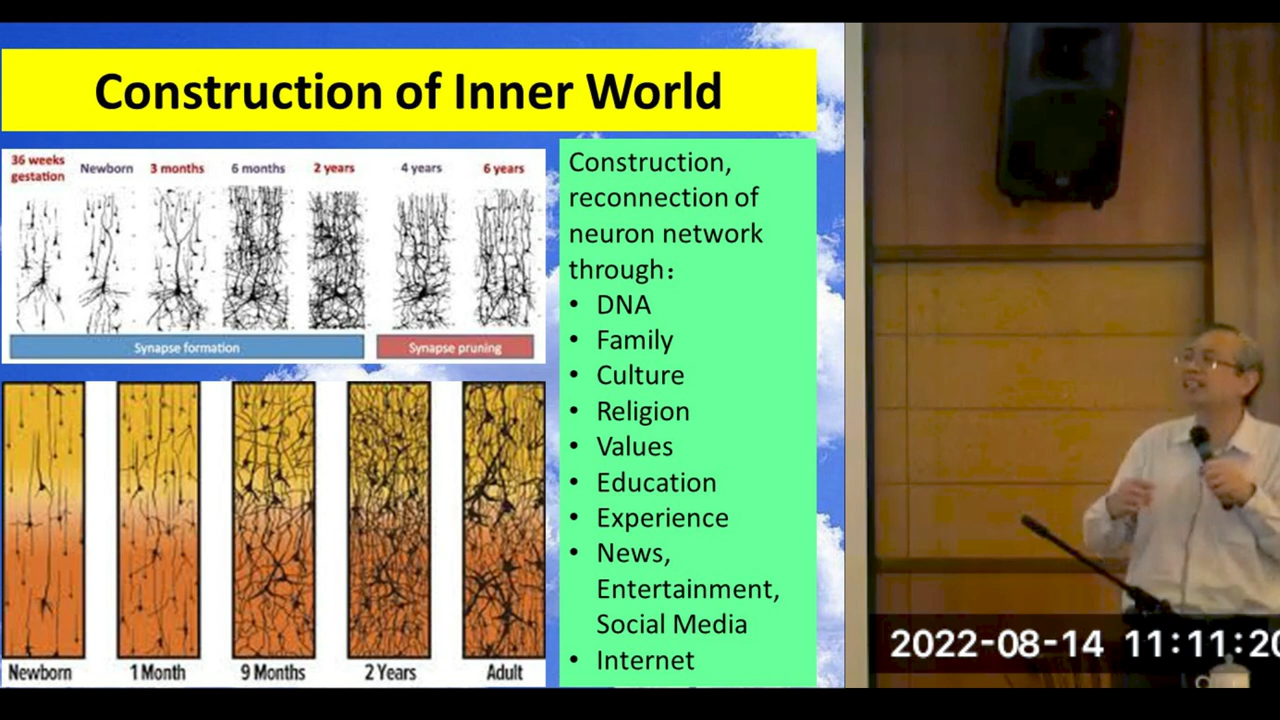 Construction of Inner World
36 weeks
gestation
Newborn
3 months
6 months
2 years
4 years
6 years
Synapse formation
Synapse pruning
Newborn
1 Month
9 Months
2 Years
Adult
Construction,
reconnection of
neuron network
through:
• DNA
• Family
• Culture
• Religion
• Values
• Education
• Experience
• News,
Entertainment,
Social Media
• Internet
2022-08-14 11:11:20